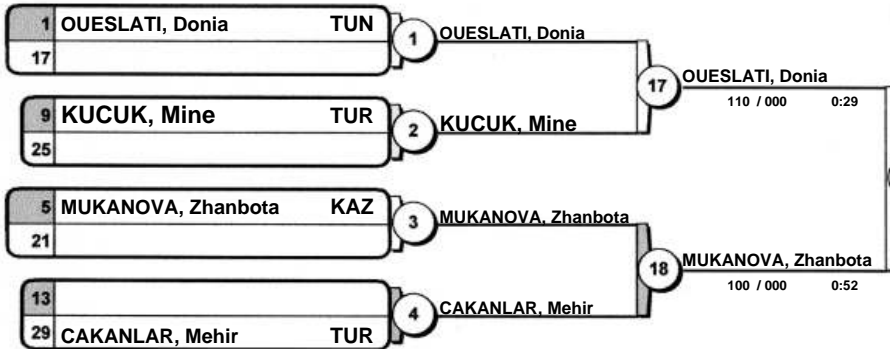 1 OUESLATI, Donia TUN
17
1 OUESLATI, Donia
9 KUCUK, Mine TUR
25
2 KUCUK, Mine
17 OUESLATI, Donia
110 / 000 0:29
5 MUKANOVA, Zhanbota KAZ
21
3 MUKANOVA, Zhanbota
13
29 CAKANLAR, Mehir TUR
4 CAKANLAR, Mehir
18 MUKANOVA, Zhanbota
100 / 000 0:52